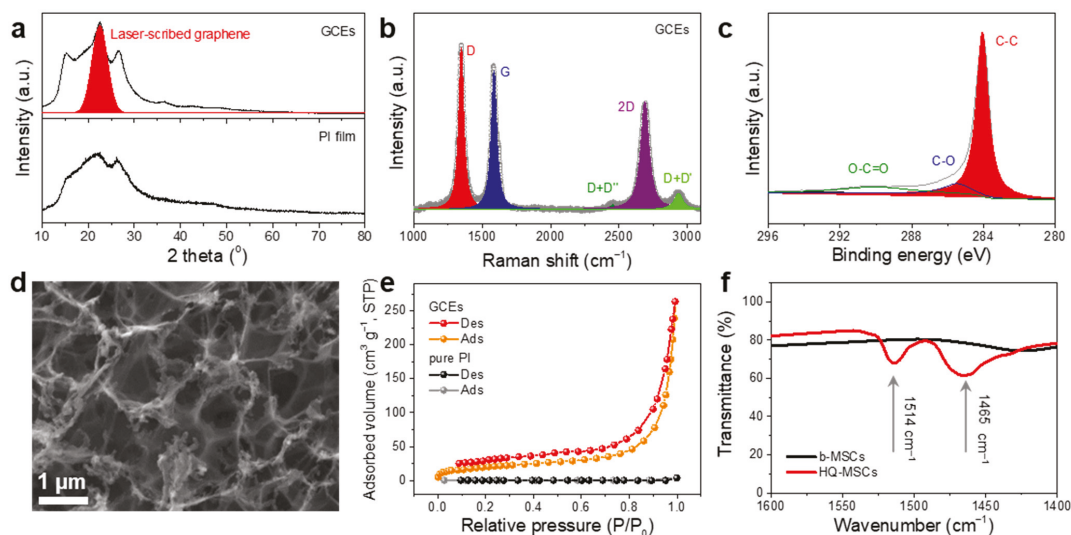 a
GCEs
Laser-scribed graphene
PI film
Intensity (a.u.)
10 20 30 40 50 60 70 80
2 theta (°)
b
GCEs
D
G
2D
D+D''
D+D'
Intensity (a.u.)
1000 1500 2000 2500 3000
Raman shift (cm⁻¹)
c
C-C
C-O
O-C=O
Intensity (a.u.)
296 292 288 284 280
Binding energy (eV)
d
1 μm
e
GCEs
Des
Ads
pure PI
Des
Ads
250
200
150
100
50
0
Adsorbed volume (cm³ g⁻¹, STP)
0.0 0.2 0.4 0.6 0.8 1.0
Relative pressure (P/P₀)
f
100
80
60
40
20
0
Transmittance (%)
1514 cm⁻¹
1465 cm⁻¹
b-MSCs
HQ-MSCs
1600 1550 1500 1450 1400
Wavenumber (cm⁻¹)